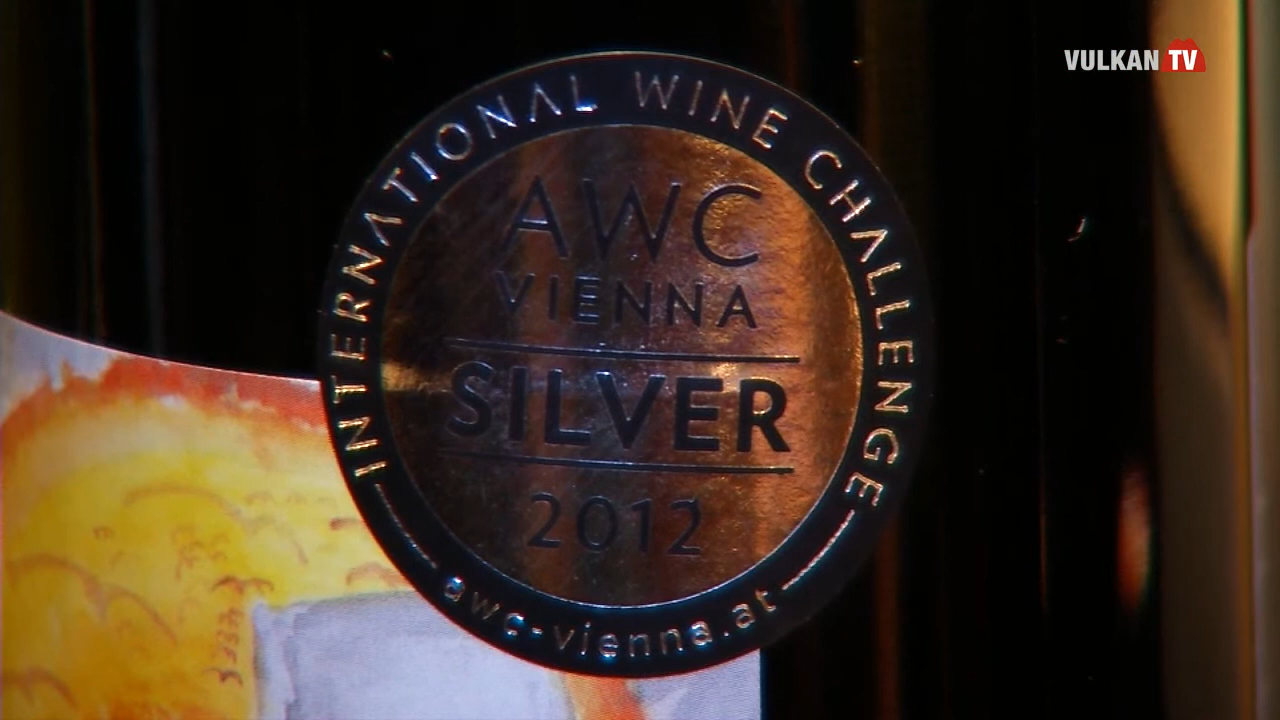 VULKAN TV
INTERNATIONAL WINE CHALLENGE
AWC
VIENNA
SILVER
2012
awc-vienna.at